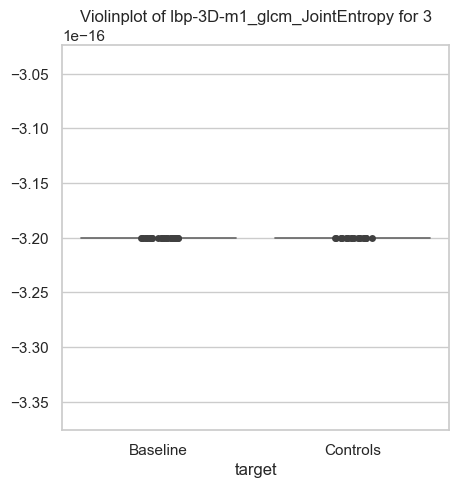 Violinplot of lbp-3D-m1_glcm_JointEntropy for 3
1e−16
−3.05
−3.10
−3.15
−3.20
−3.25
−3.30
−3.35
Baseline Controls
target